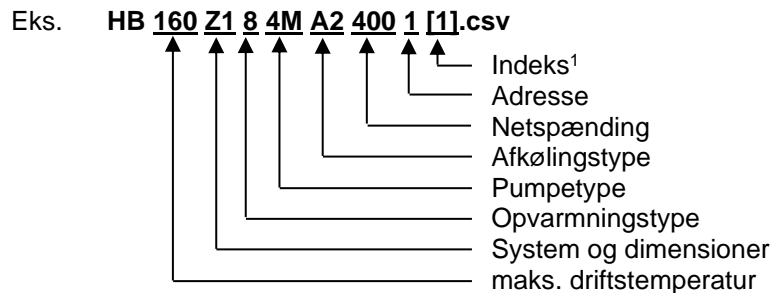 Eks. HB 160 Z1 8 4M A2 400 1 [1].csv
Indeks¹
Adresse
Netspænding
Afkølingstype
Pumpetype
Opvarmningstype
System og dimensioner
maks. driftstemperatur